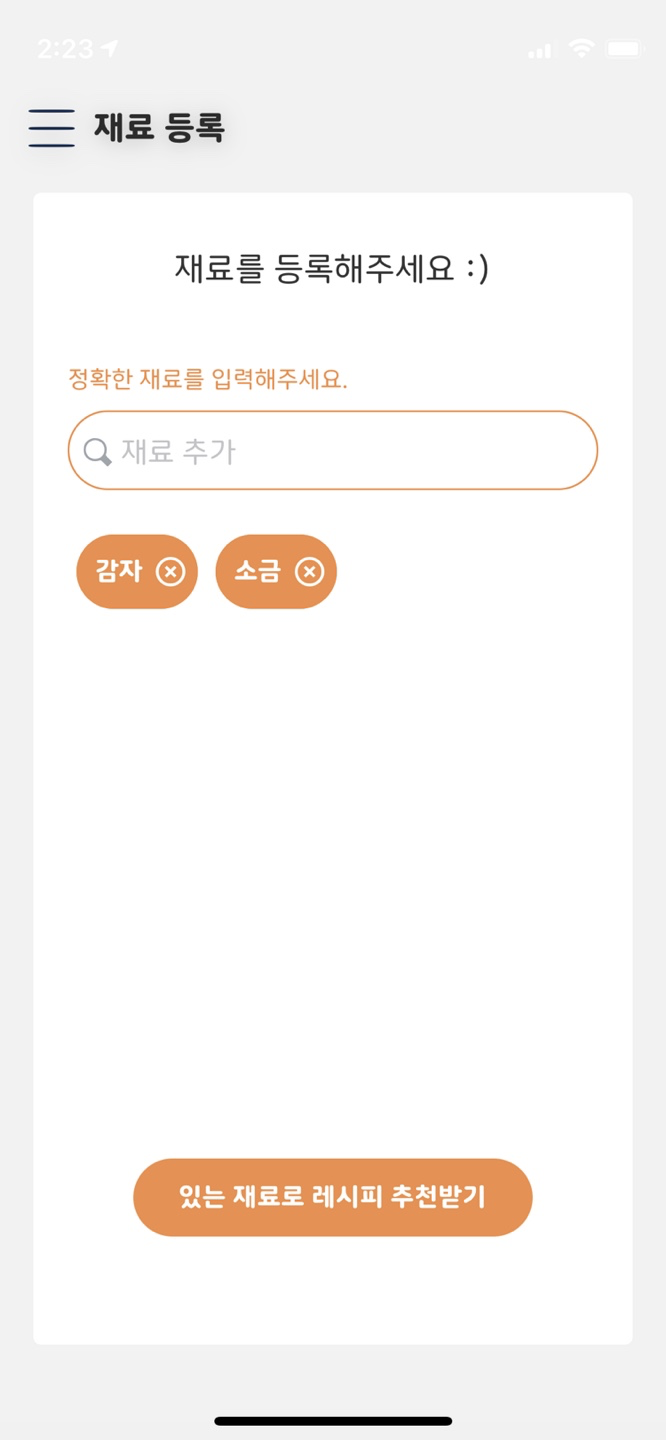 2:23
재료 등록
재료를 등록해주세요 :)
정확한 재료를 입력해주세요.
재료 추가
감자 소금
있는 재료로 레시피 추천받기